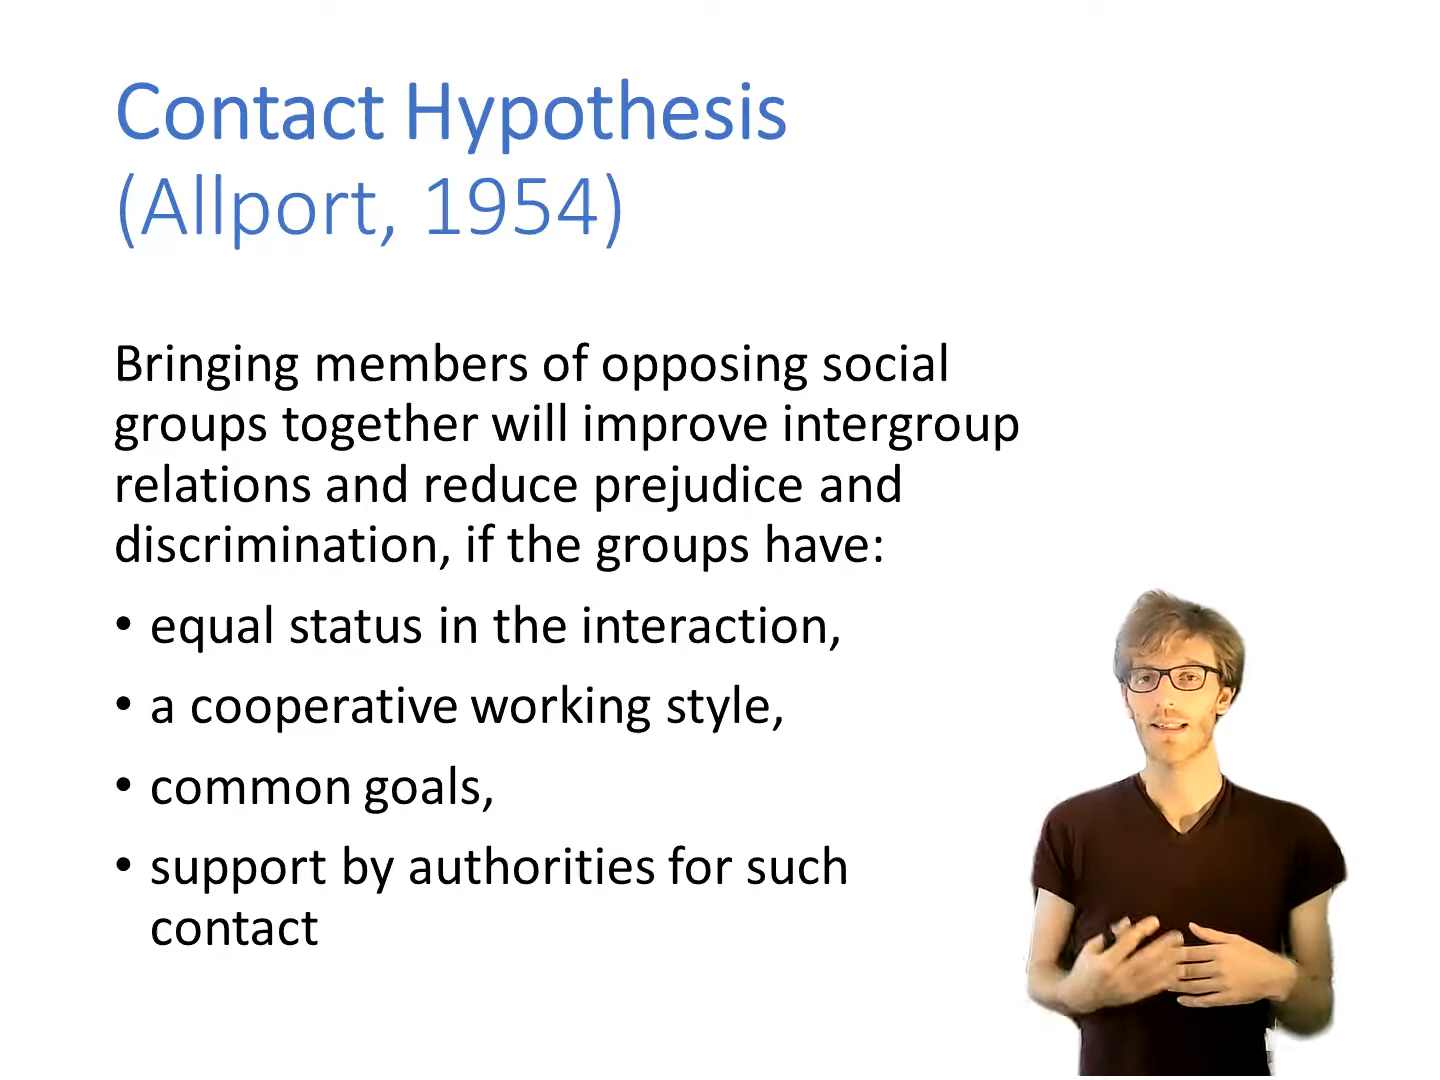 Contact Hypothesis
(Allport, 1954)
Bringing members of opposing social
groups together will improve intergroup
relations and reduce prejudice and
discrimination, if the groups have:
• equal status in the interaction,
• a cooperative working style,
• common goals,
• support by authorities for such
contact